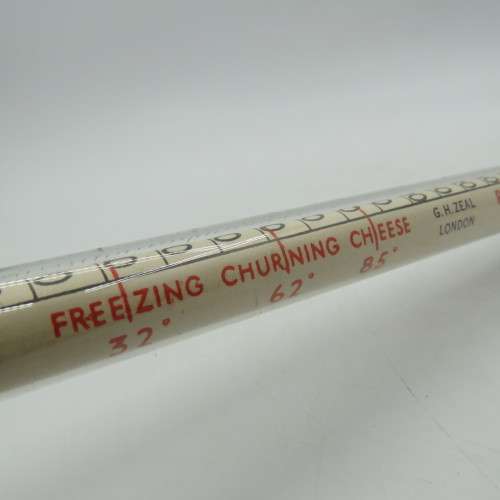 FREEZING CHURNING CHEESE
32° 62° 85°
G.H.ZEAL
LONDON